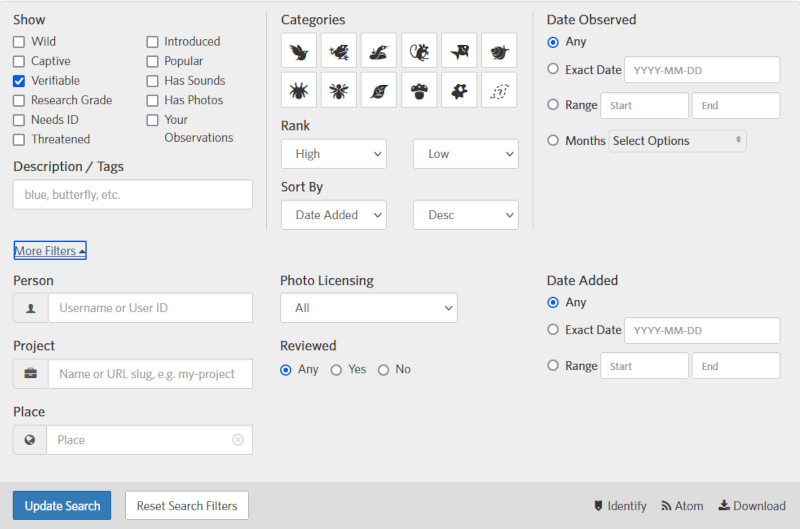 Show
Wild
Captive
Verifiable
Research Grade
Needs ID
Threatened
Introduced
Popular
Has Sounds
Has Photos
Your
Observations
Description / Tags
blue, butterfly, etc.
Categories
Rank
High
Low
Sort By
Date Added
Desc
Date Observed
Any
Exact Date YYYY-MM-DD
Range Start End
Months Select Options
More Filters
Person
Username or User ID
Project
Name or URL slug, e.g. my-project
Place
Place
Photo Licensing
All
Reviewed
Any Yes No
Date Added
Any
Exact Date YYYY-MM-DD
Range Start End
Update Search
Reset Search Filters
Identify
Atom
Download